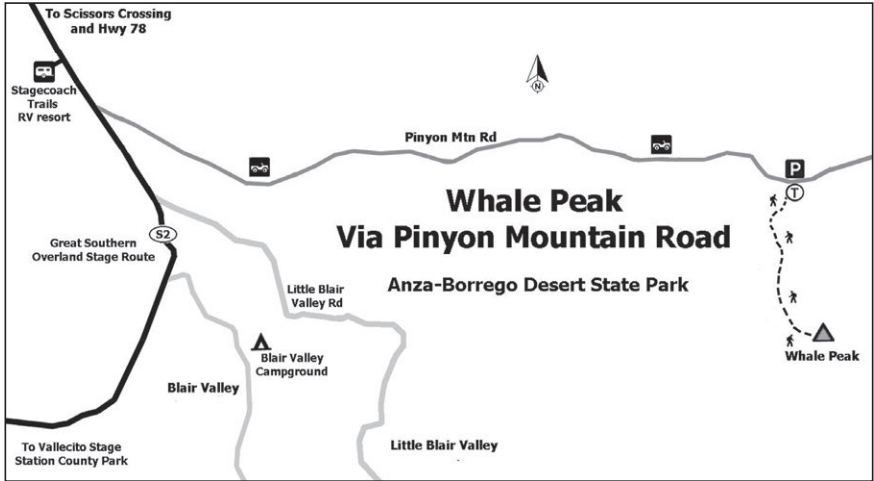 To Scissors Crossing
and Hwy 78
Stagecoach
Trails
RV resort
N
Pinyon Mtn Rd
P
T
Whale Peak
Via Pinyon Mountain Road
Anza-Borrego Desert State Park
S2
Great Southern
Overland Stage Route
Little Blair
Valley Rd
Blair Valley
Campground
Whale Peak
Blair Valley
Little Blair Valley
To Vallecito Stage
Station County Park